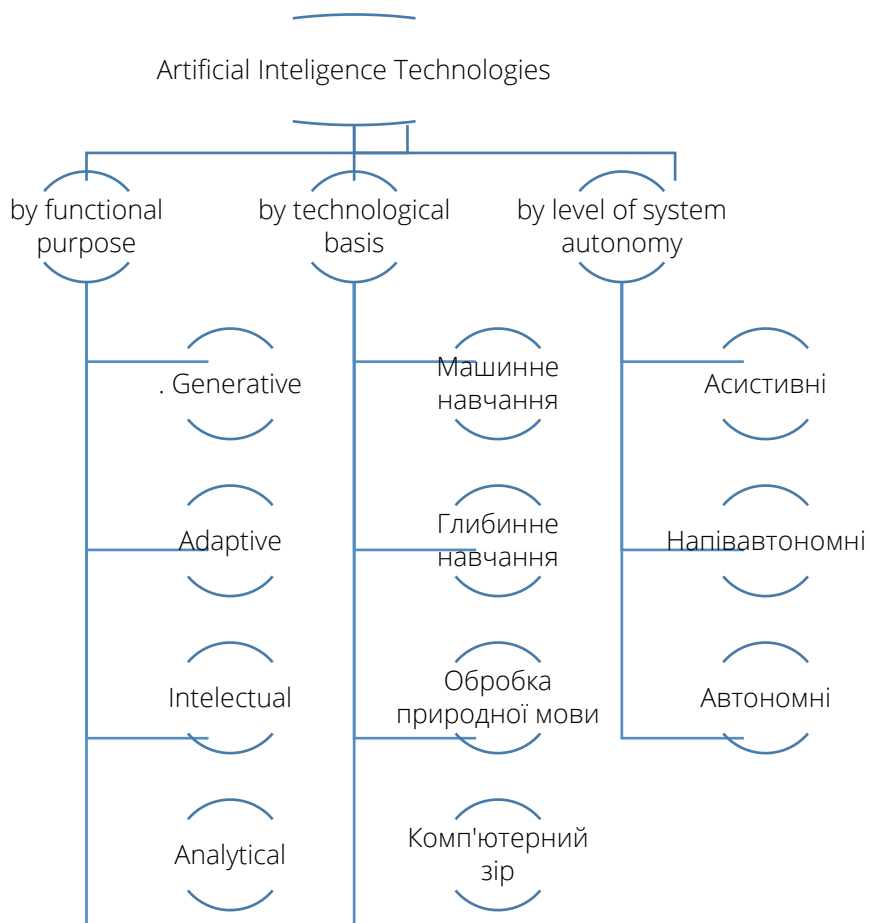 Artificial Inteligence Technologies
by functional
purpose
. Generative
Adaptive
Intelectual
Analytical
by technological
basis
Машинне
навчання
Глибинне
навчання
Обробка
природної мови
Комп'ютерний
зір
by level of system
autonomy
Асистивні
Напівавтономні
Автономні